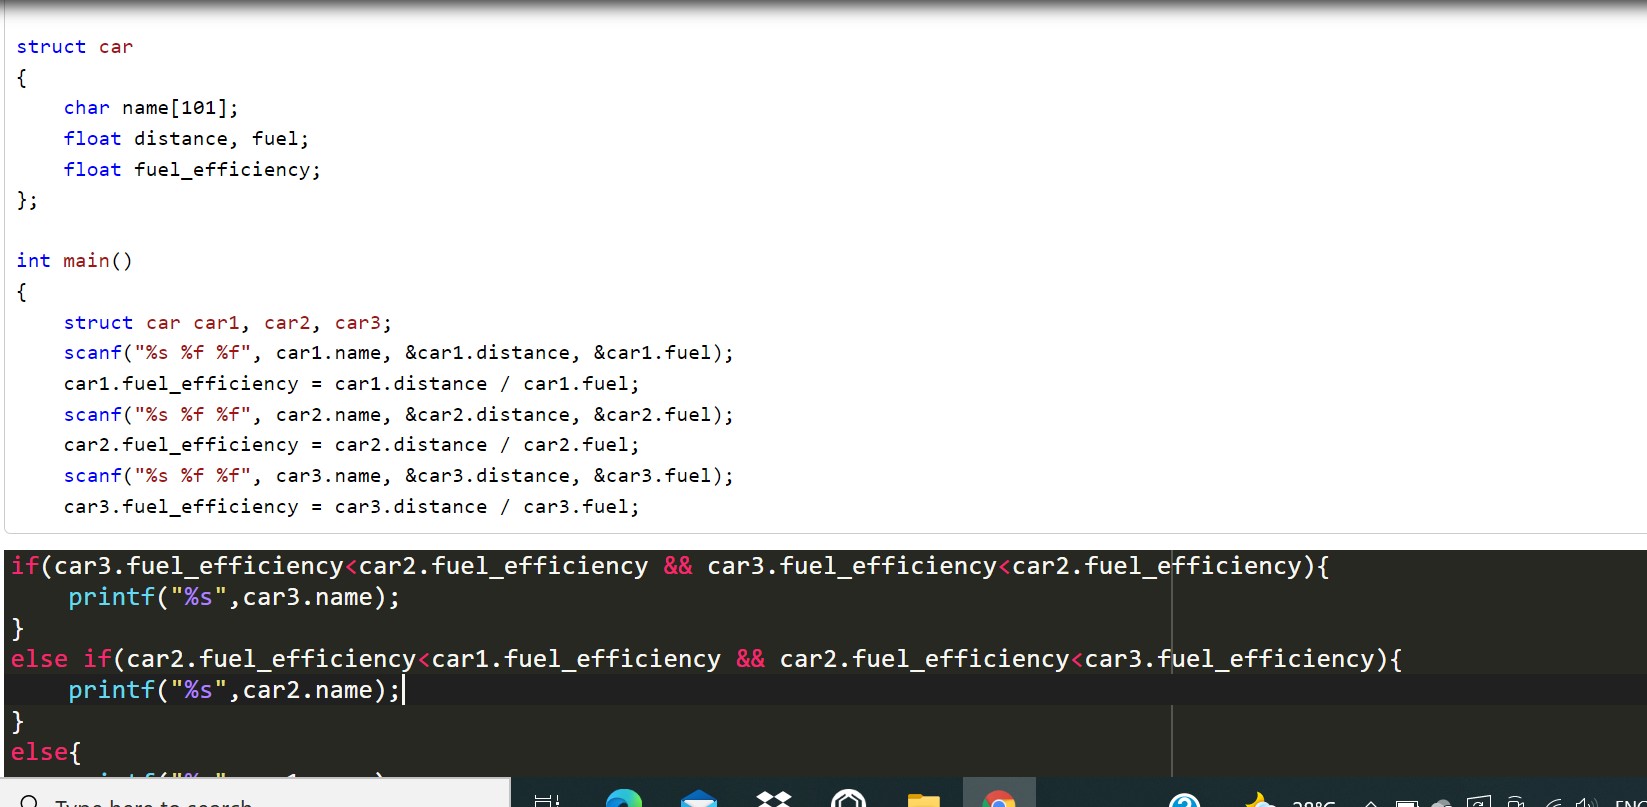 struct car
{
    char name[101];
    float distance, fuel;
    float fuel_efficiency;
};
int main()
{
    struct car car1, car2, car3;
    scanf("%s %f %f", car1.name, &car1.distance, &car1.fuel);
    car1.fuel_efficiency = car1.distance / car1.fuel;
    scanf("%s %f %f", car2.name, &car2.distance, &car2.fuel);
    car2.fuel_efficiency = car2.distance / car2.fuel;
    scanf("%s %f %f", car3.name, &car3.distance, &car3.fuel);
    car3.fuel_efficiency = car3.distance / car3.fuel;
if(car3.fuel_efficiency<car2.fuel_efficiency && car3.fuel_efficiency<car2.fuel_efficiency){
    printf("%s",car3.name);
}
else if(car2.fuel_efficiency<car1.fuel_efficiency && car2.fuel_efficiency<car3.fuel_efficiency){
    printf("%s",car2.name);
}
else{
Type here to search